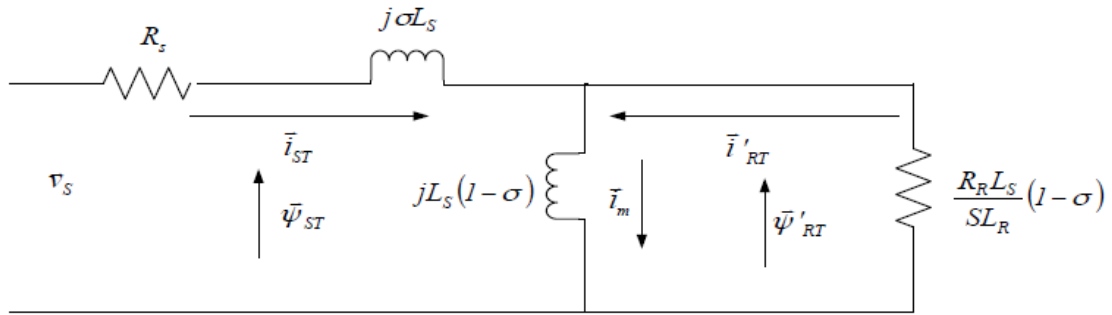 jσL_S
R_s
ī_ST
ī'_RT
v_S
jL_S(1-σ)
ī_m
R_R L_S / SL_R (1-σ)
ψ̄_ST
ψ̄'_RT